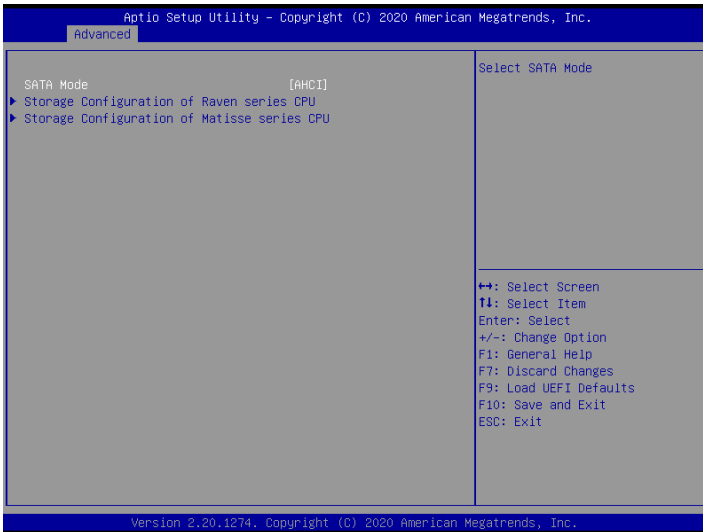 Aptio Setup Utility – Copyright (C) 2020 American Megatrends, Inc.
Advanced
SATA Mode [AHCI]
Storage Configuration of Raven series CPU
Storage Configuration of Matisse series CPU
Select SATA Mode
↔: Select Screen
↑↓: Select Item
Enter: Select
+/-: Change Option
F1: General Help
F7: Discard Changes
F9: Load UEFI Defaults
F10: Save and Exit
ESC: Exit
Version 2.20.1274. Copyright (C) 2020 American Megatrends, Inc.